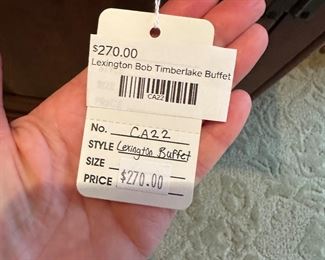 $270.00
Lexington Bob Timberlake Buffet
CA22
No. CA22
STYLE Lexington Buffet
SIZE
PRICE $270.00